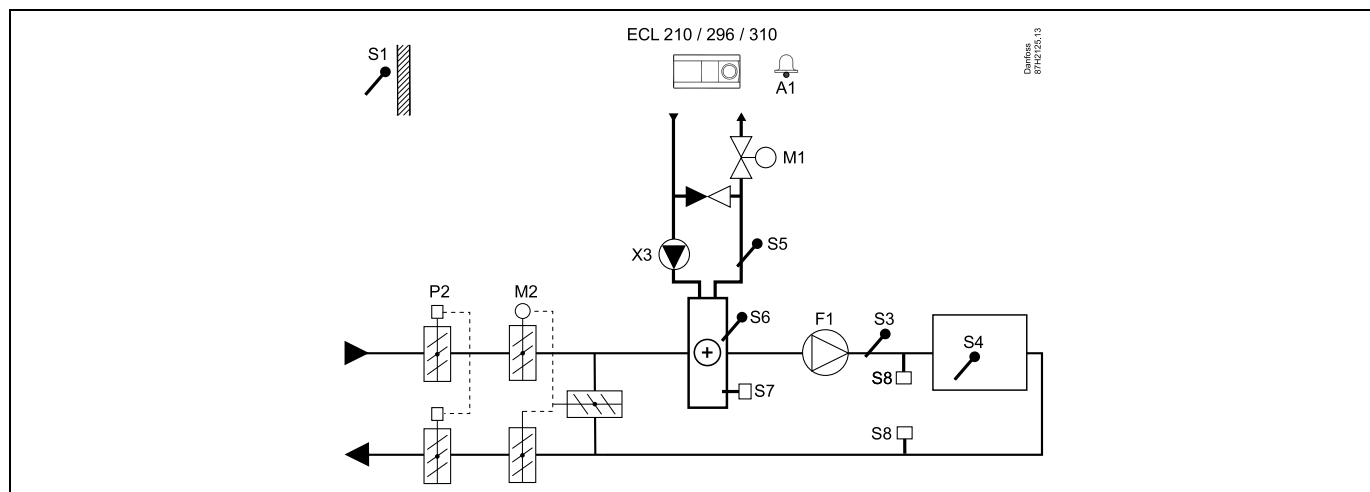 ECL 210 / 296 / 310
Danfoss
87H2125.13
S1
A1
M1
S5
X3
P2
M2
S6
F1
S3
S4
S8
S7
S8